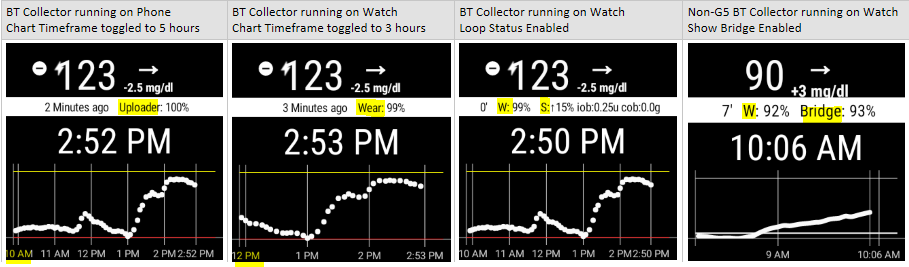 BT Collector running on Phone
Chart Timeframe toggled to 5 hours
123
-2.5 mg/dl
2 Minutes ago Uploader: 100%
2:52 PM
10 AM 11 AM 12 PM 1 PM 2 PM 2:52 PM
BT Collector running on Watch
Chart Timeframe toggled to 3 hours
123
-2.5 mg/dl
3 Minutes ago Wear: 99%
2:53 PM
12 PM 1 PM 2 PM 2:53 PM
BT Collector running on Watch
Loop Status Enabled
123
-2.5 mg/dl
0' W: 99% S:↑15% iob:0.25u cob:0.0g
2:50 PM
10 AM 11 AM 12 PM 1 PM 2 PM 2:50 PM
Non-G5 BT Collector running on Watch
Show Bridge Enabled
90
+3 mg/dl
7' W: 92% Bridge: 93%
10:06 AM
9 AM 10:06 AM